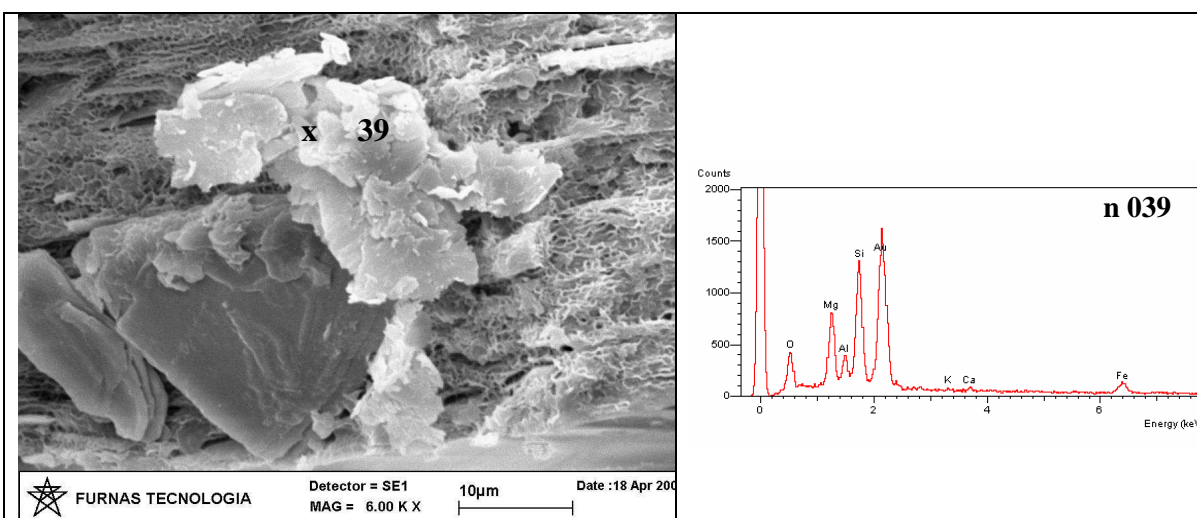 x 39
FURNAS TECNOLOGIA
Detector = SE1
MAG = 6.00 K X
10µm
Date :18 Apr 200
n 039
Counts
2000
1500
1000
500
0
O
Mg
Al
Si
Au
K
Ca
Fe
0
2
4
6
Energy (keV